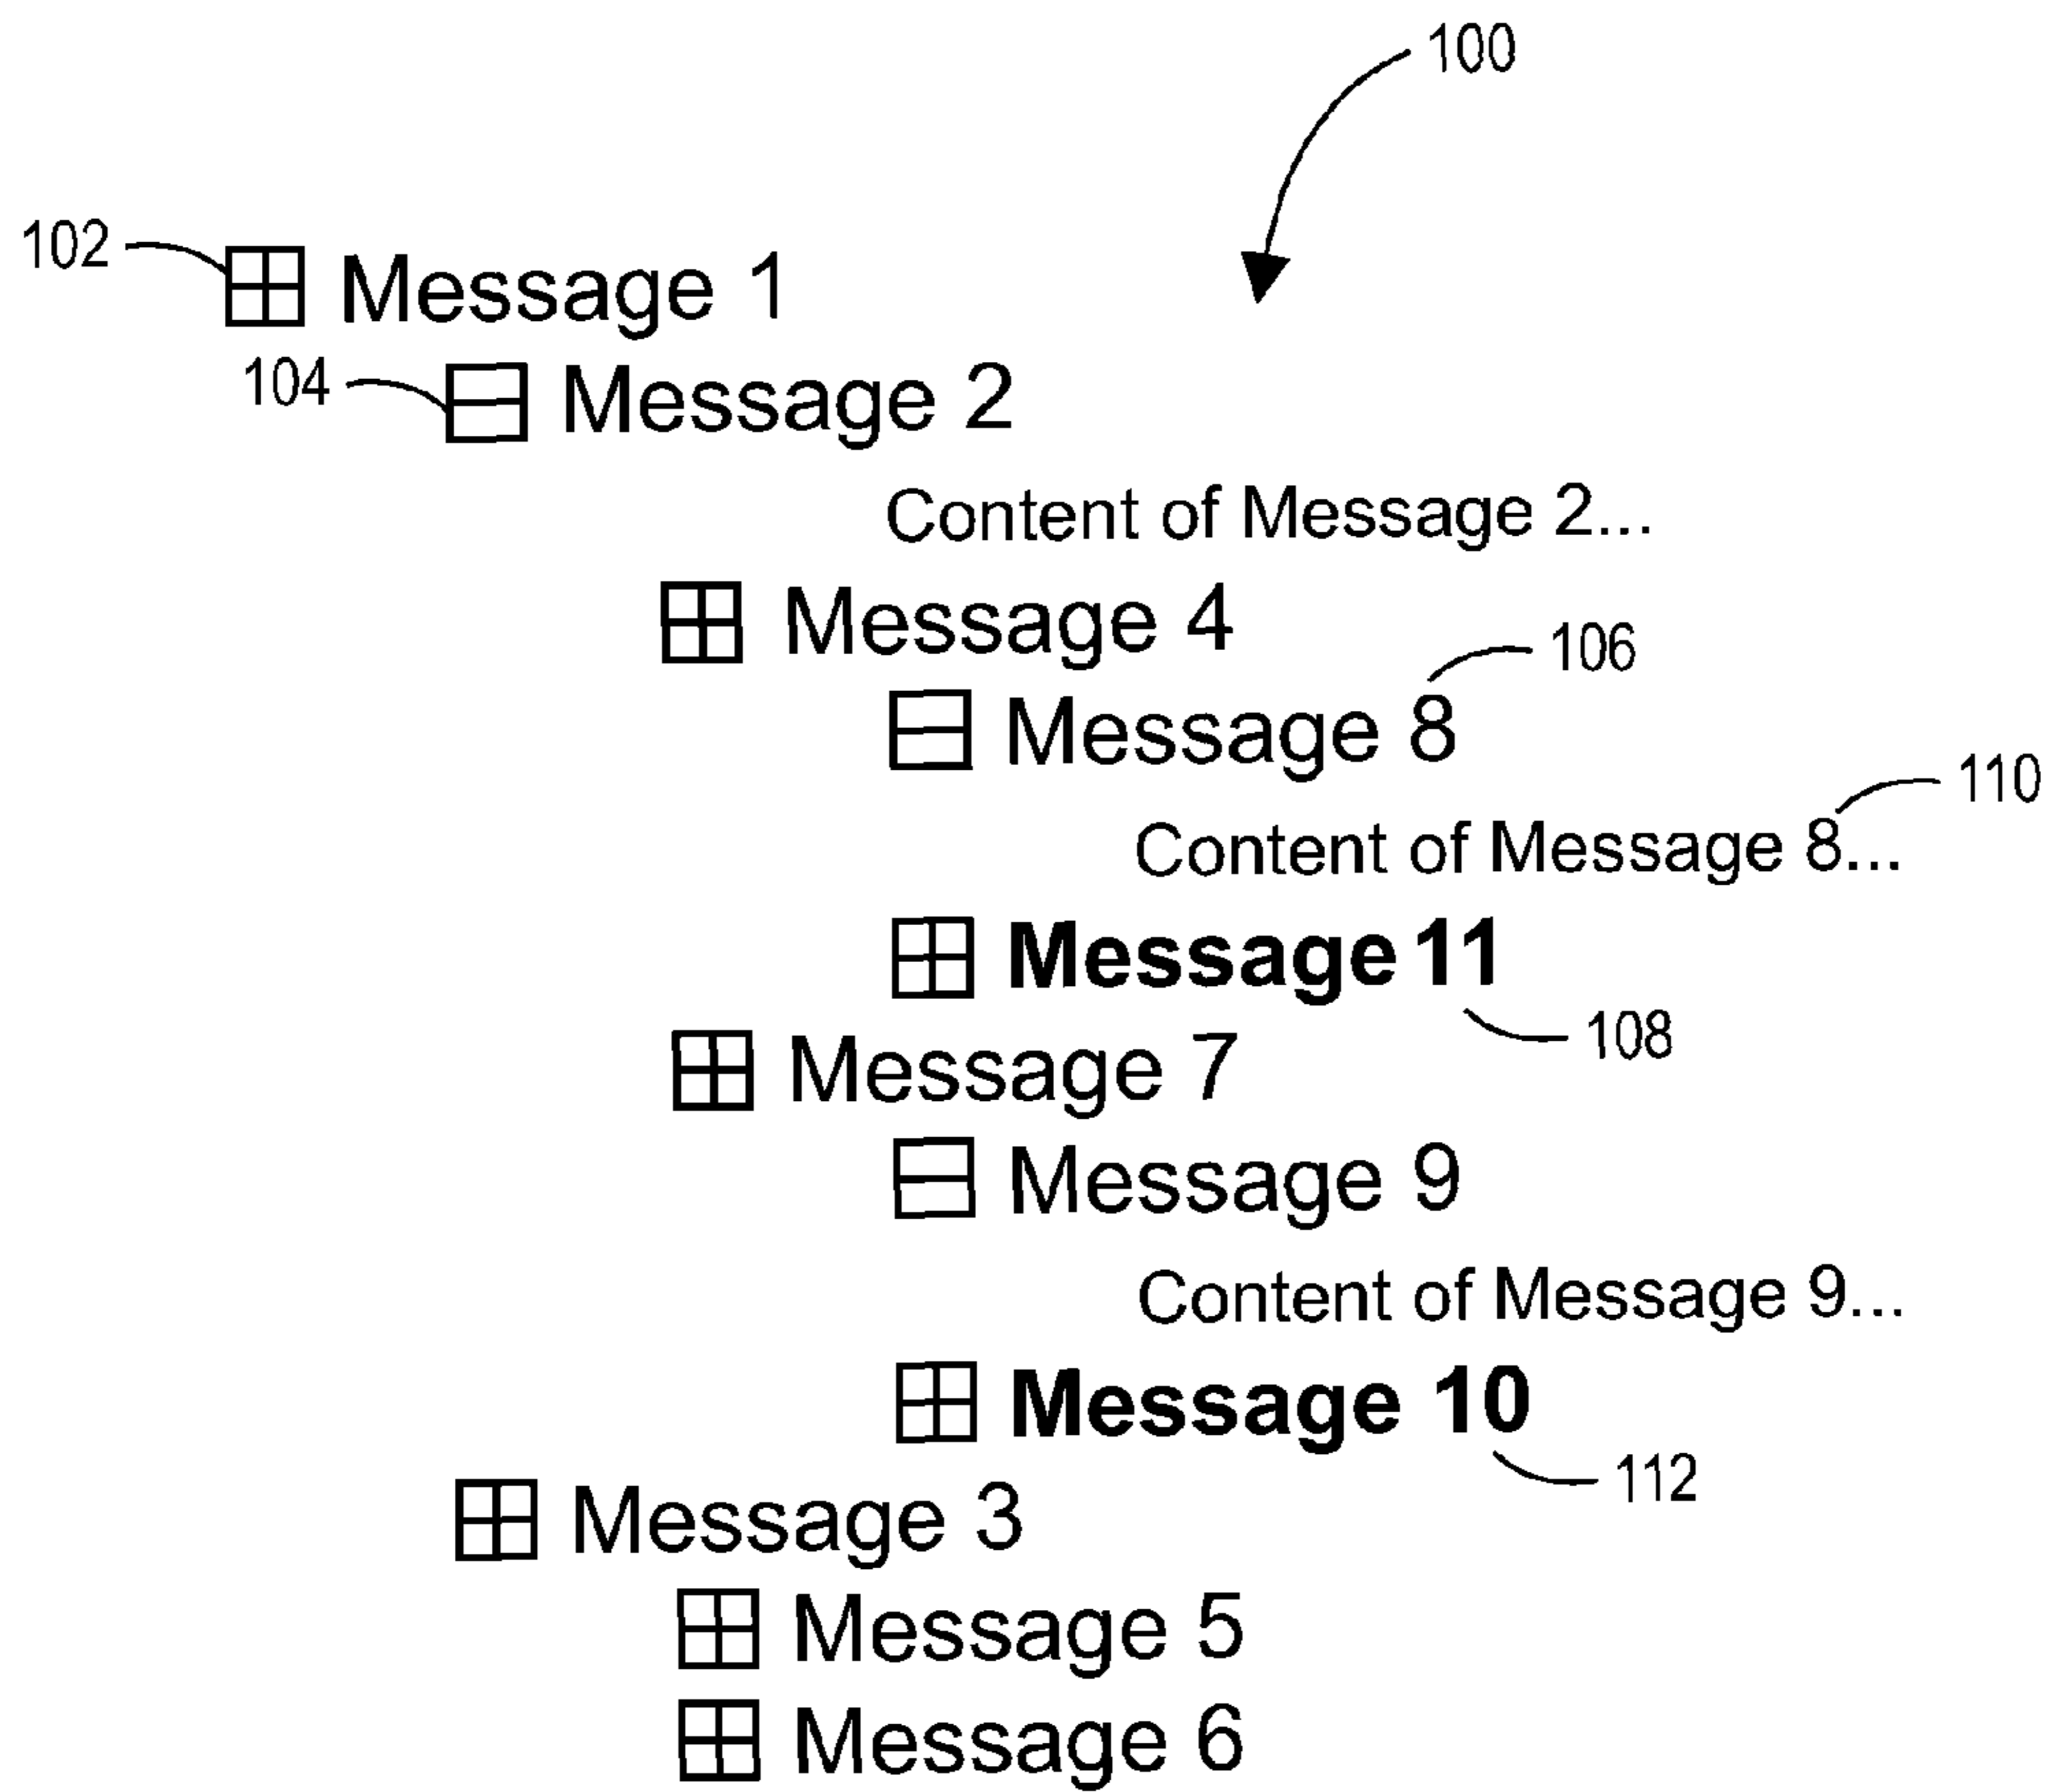 100
102 Message 1
104 Message 2
Content of Message 2...
Message 4
106
Message 8
110
Content of Message 8...
Message 11
108
Message 7
Message 9
Content of Message 9...
Message 10
112
Message 3
Message 5
Message 6